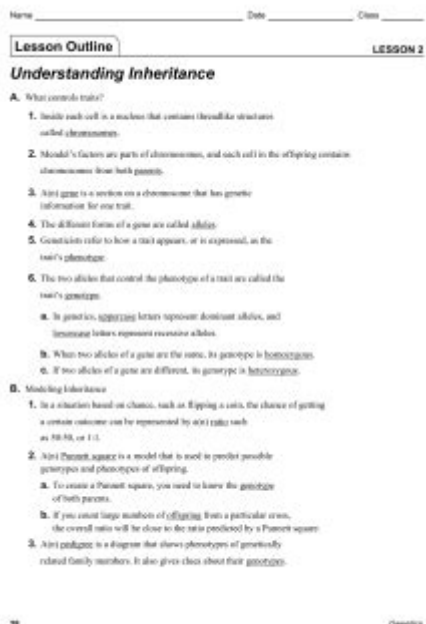 Name Date Class
Lesson Outline LESSON 2
Understanding Inheritance
A. What controls traits?
1. Inside each cell is a nucleus that contains threadlike structures
called chromosomes.
2. Mendel's factors are parts of chromosomes, and each cell in the offspring contains
chromosomes from both parents.
3. A(n) gene is a section on a chromosome that has genetic
information for one trait.
4. The different forms of a gene are called alleles.
5. Geneticists refer to how a trait appears, or is expressed, as the
trait's phenotype.
6. The two alleles that control the phenotype of a trait are called the
trait's genotype.
a. In genetics, uppercase letters represent dominant alleles, and
lowercase letters represent recessive alleles.
b. When two alleles of a gene are the same, its genotype is homozygous.
c. If two alleles of a gene are different, its genotype is heterozygous.
B. Modeling Inheritance
1. In a situation based on chance, such as flipping a coin, the chance of getting
a certain outcome can be represented by a(n) ratio such
as 50:50, or 1:1.
2. A(n) Punnett square is a model that is used to predict possible
genotypes and phenotypes of offspring.
a. To create a Punnett square, you need to know the genotype
of both parents.
b. If you count large numbers of offspring from a particular cross,
the overall ratio will be close to the ratio predicted by a Punnett square
3. A(n) pedigree is a diagram that shows phenotypes of genetically
related family members. It also gives clues about their genotypes.
Genetics